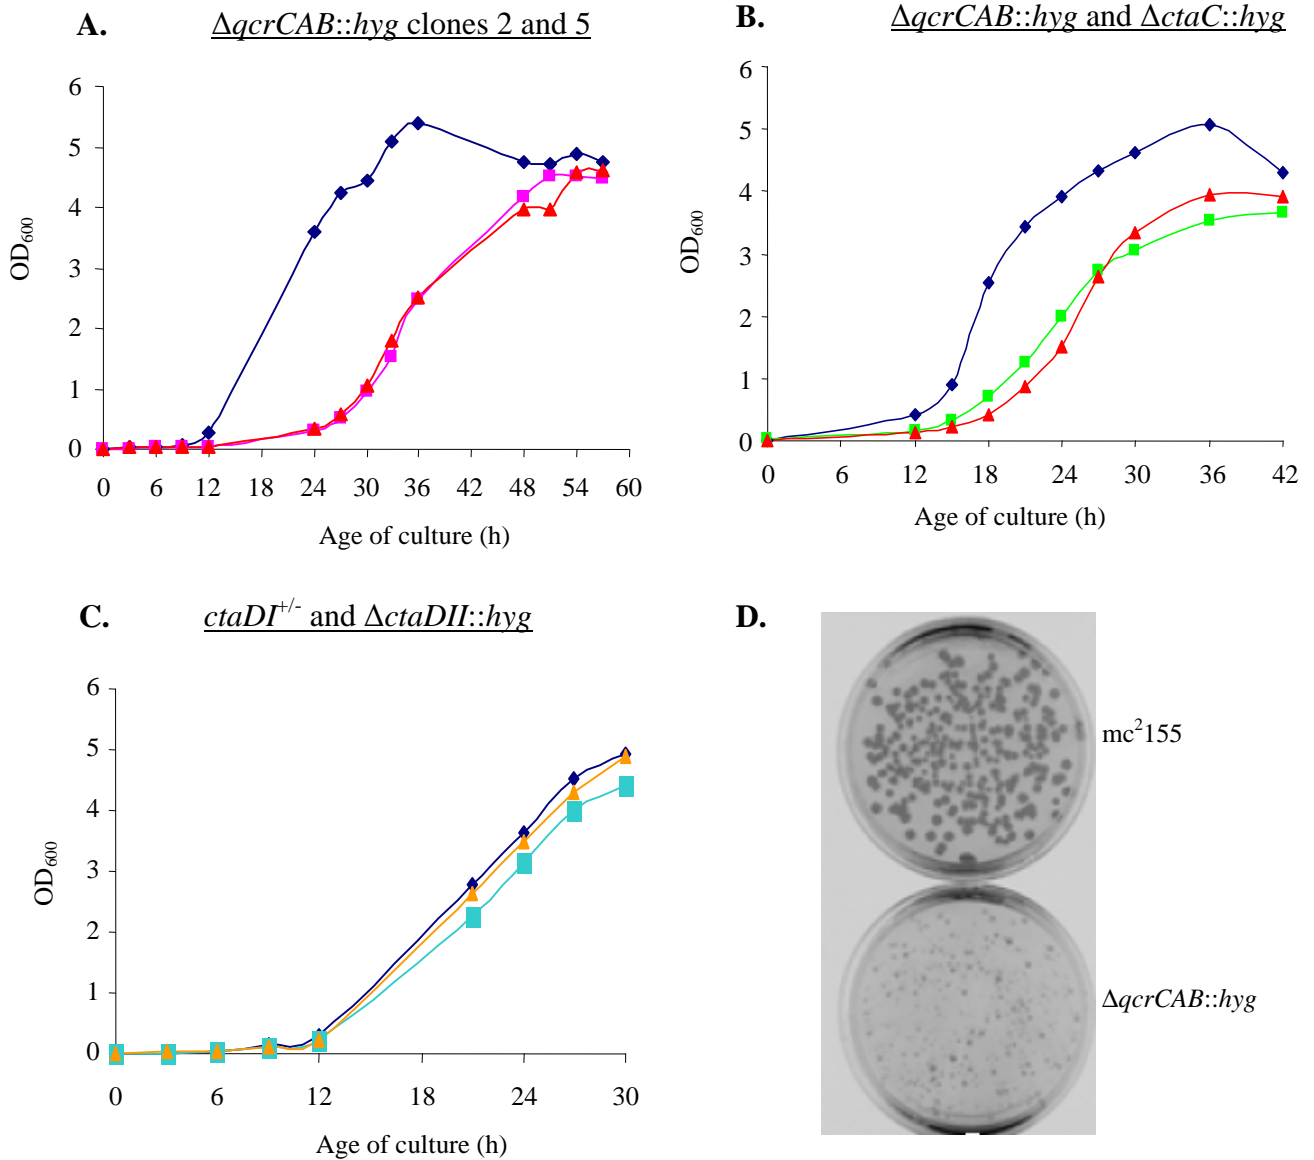 A. ΔqcrCAB::hyg clones 2 and 5
6
5
4
3
2
1
0
OD600
0 6 12 18 24 30 36 42 48 54 60
Age of culture (h)
B. ΔqcrCAB::hyg and ΔctaC::hyg
6
5
4
3
2
1
0
OD600
0 6 12 18 24 30 36 42
Age of culture (h)
C. ctaDI+/- and ΔctaDII::hyg
6
5
4
3
2
1
0
OD600
0 6 12 18 24 30
Age of culture (h)
D.
mc2155
ΔqcrCAB::hyg